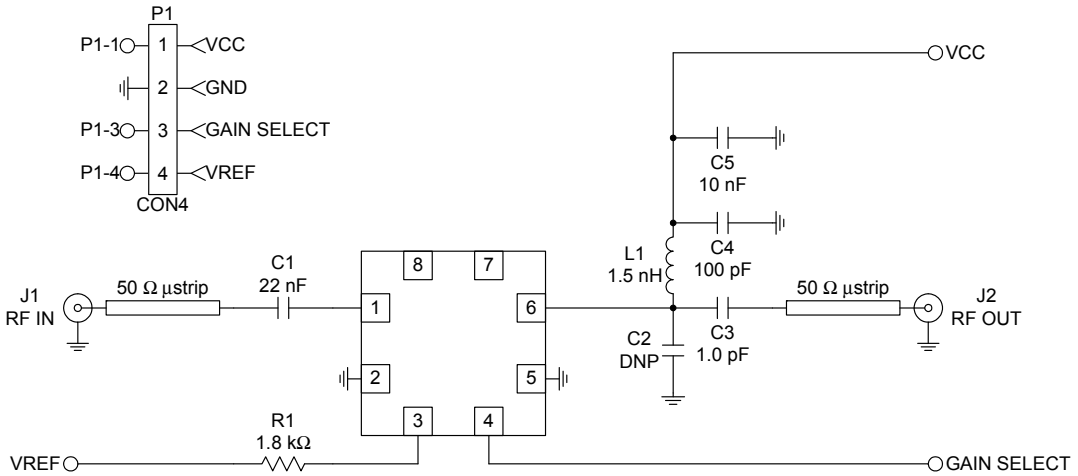 P1
P1-1 1 VCC
2 GND
P1-3 3 GAIN SELECT
P1-4 4 VREF
CON4
VCC
C5
10 nF
C4
100 pF
L1
1.5 nH
8 7
C1
22 nF
J1
RF IN
50 Ω μstrip
1
6
50 Ω μstrip
J2
RF OUT
C2
DNP
C3
1.0 pF
2
5
3 4
R1
1.8 kΩ
VREF
GAIN SELECT